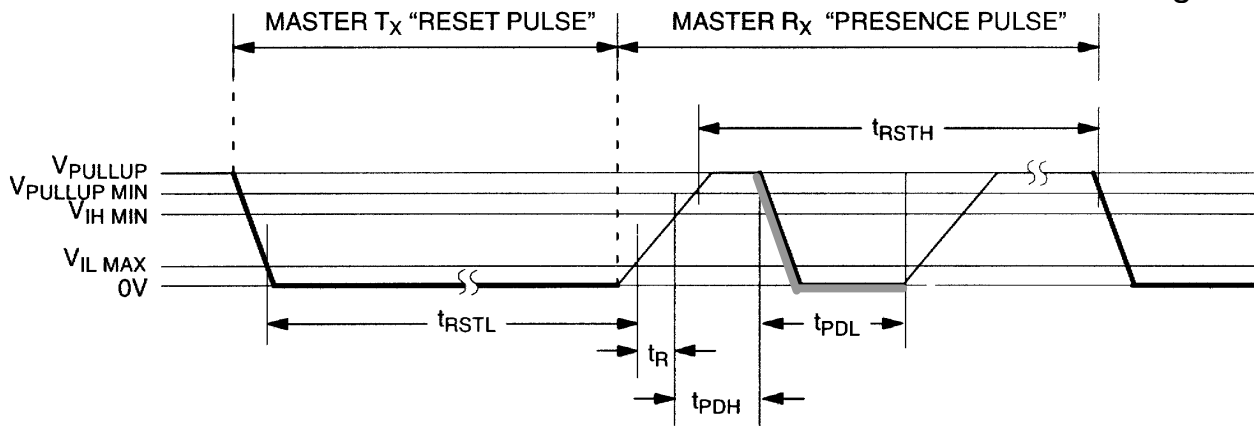 MASTER TX “RESET PULSE” MASTER RX “PRESENCE PULSE”
tRSTH
VPULLUP
VPULLUP MIN
VIH MIN
VIL MAX
0V
tRSTL
tPDL
tR
tPDH